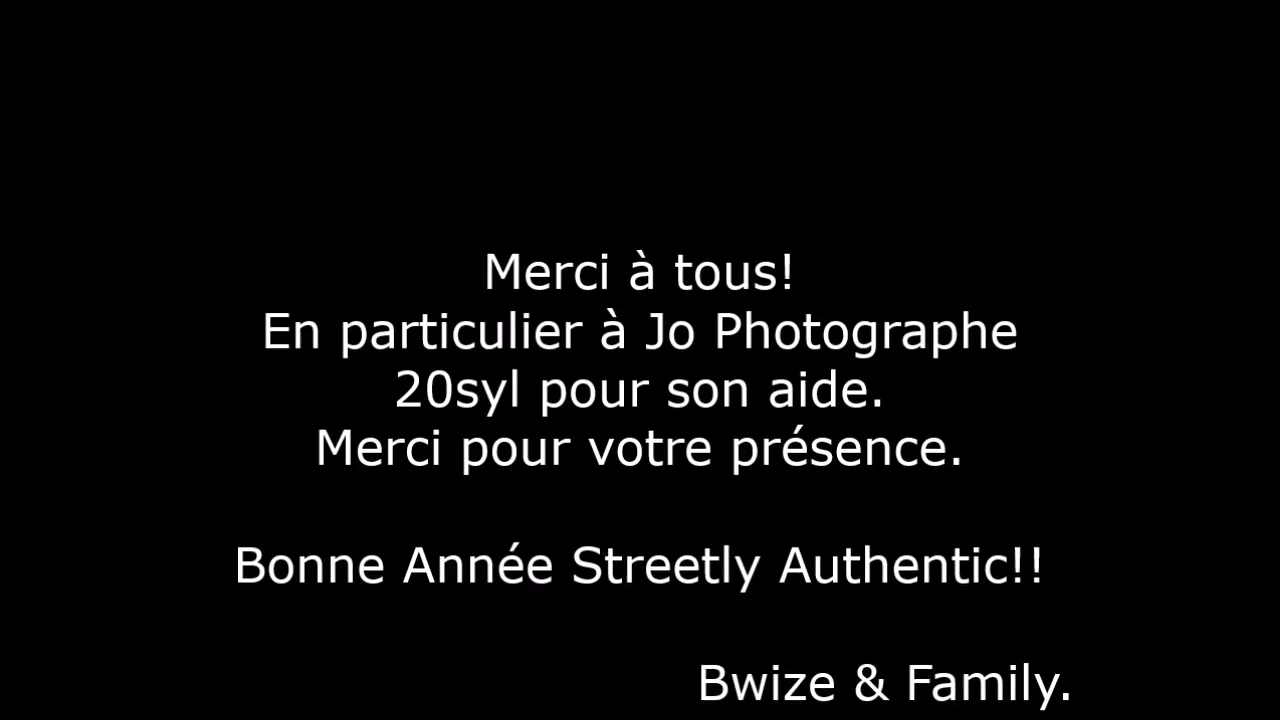 Merci à tous!
En particulier à Jo Photographe
20syl pour son aide.
Merci pour votre présence.
Bonne Année Streetly Authentic!!
Bwize & Family.